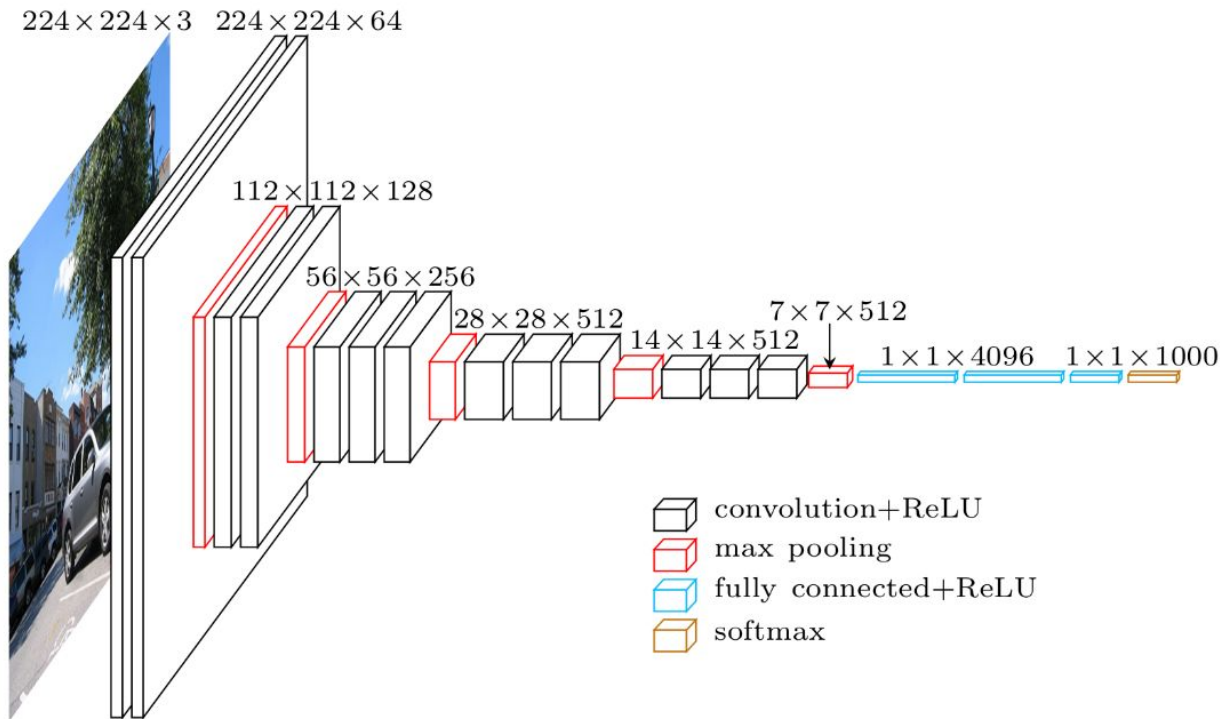 224×224×3
224×224×64
112×112×128
56×56×256
28×28×512
14×14×512
7×7×512
1×1×4096
1×1×1000
convolution+ReLU
max pooling
fully connected+ReLU
softmax